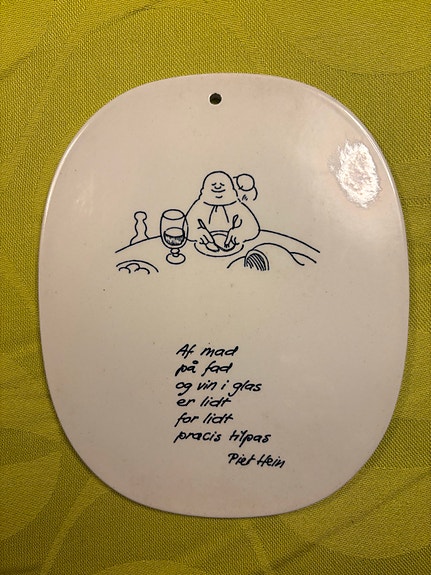 Af mad
på fad
og vin i glas
er lidt
for lidt
præcis tilpas
Piet Hein